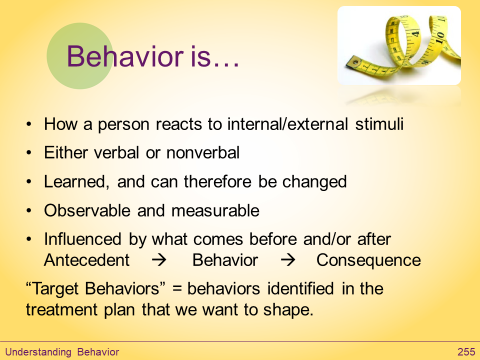 Behavior is…
• How a person reacts to internal/external stimuli
• Either verbal or nonverbal
• Learned, and can therefore be changed
• Observable and measurable
• Influenced by what comes before and/or after
Antecedent → Behavior → Consequence
“Target Behaviors” = behaviors identified in the
treatment plan that we want to shape.
Understanding Behavior 255